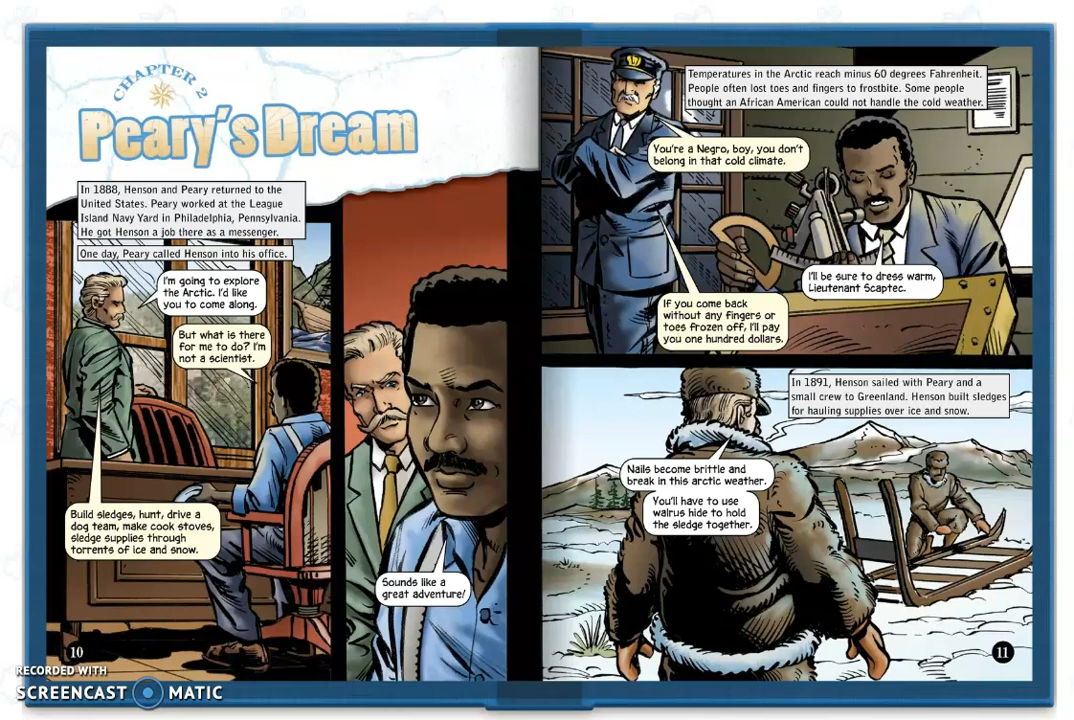 CHAPTER 2
Peary's Dream
In 1888, Henson and Peary returned to the
United States. Peary worked at the League
Island Navy Yard in Philadelphia, Pennsylvania.
He got Henson a job there as a messenger.
One day, Peary called Henson into his office.
I'm going to explore
the Arctic. I'd like
you to come along.
But what is there
for me to do? I'm
not a scientist.
Build sledges, hunt, drive a
dog team, make cook stoves,
sledge supplies through
torrents of ice and snow.
Sounds like a
great adventure!
10
Temperatures in the Arctic reach minus 60 degrees Fahrenheit.
People often lost toes and fingers to frostbite. Some people
thought an African American could not handle the cold weather.
You're a Negro, boy, you don't
belong in that cold climate.
I'll be sure to dress warm,
Lieutenant Scaptec.
If you come back
without any fingers or
toes frozen off, I'll pay
you one hundred dollars.
In 1891, Henson sailed with Peary and a
small crew to Greenland. Henson built sledges
for hauling supplies over ice and snow.
Nails become brittle and
break in this arctic weather.
You'll have to use
walrus hide to hold
the sledge together.
11
RECORDED WITH
SCREENCAST MATIC